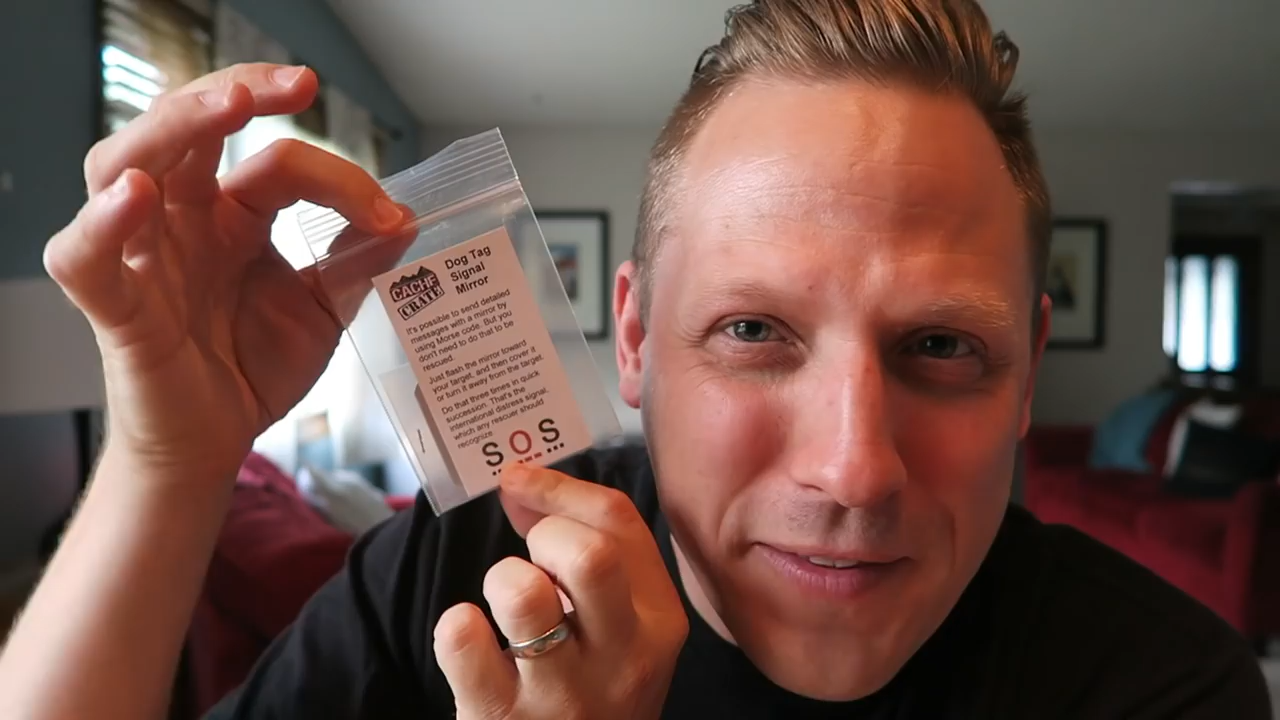 CACHE
CRATE
Dog Tag
Signal
Mirror
It's possible to send detailed
messages with a mirror by
using Morse code. But you
don't need to do that to be
rescued.
Just flash the mirror toward
your target, and then cover it
or turn it away from the target.
Do that three times in quick
succession. That's the
international distress signal,
which any rescuer should
recognize.
SOS